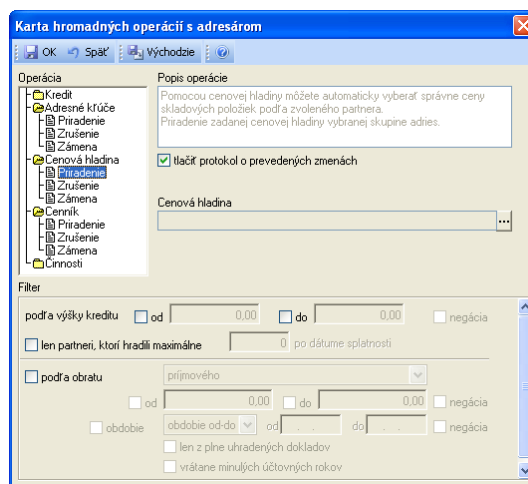 Karta hromadných operácií s adresárom
OK Späť Východzie
Operácia
Kredit
Adresné kľúče
Priradenie
Zrušenie
Zámena
Cenová hladina
Priradenie
Zrušenie
Zámena
Cenník
Priradenie
Zrušenie
Zámena
Činnosti
Popis operácie
Pomocou cenovej hladiny môžete automaticky vyberať správne ceny
skladových položiek podľa zvoleného partnera.
Priradenie zadanej cenovej hladiny vybranej skupine adries.
tlačiť protokol o prevedených zmenách
Cenová hladina
...
Filter
podľa výšky kreditu od 0,00 do 0,00 negácia
len partneri, ktorí hradili maximálne 0 po dátume splatnosti
podľa obratu príjmového
od 0,00 do 0,00 negácia
obdobie obdobie od-do od . . do . . negácia
len z plne uhradených dokladov
vrátane minulých účtovných rokov